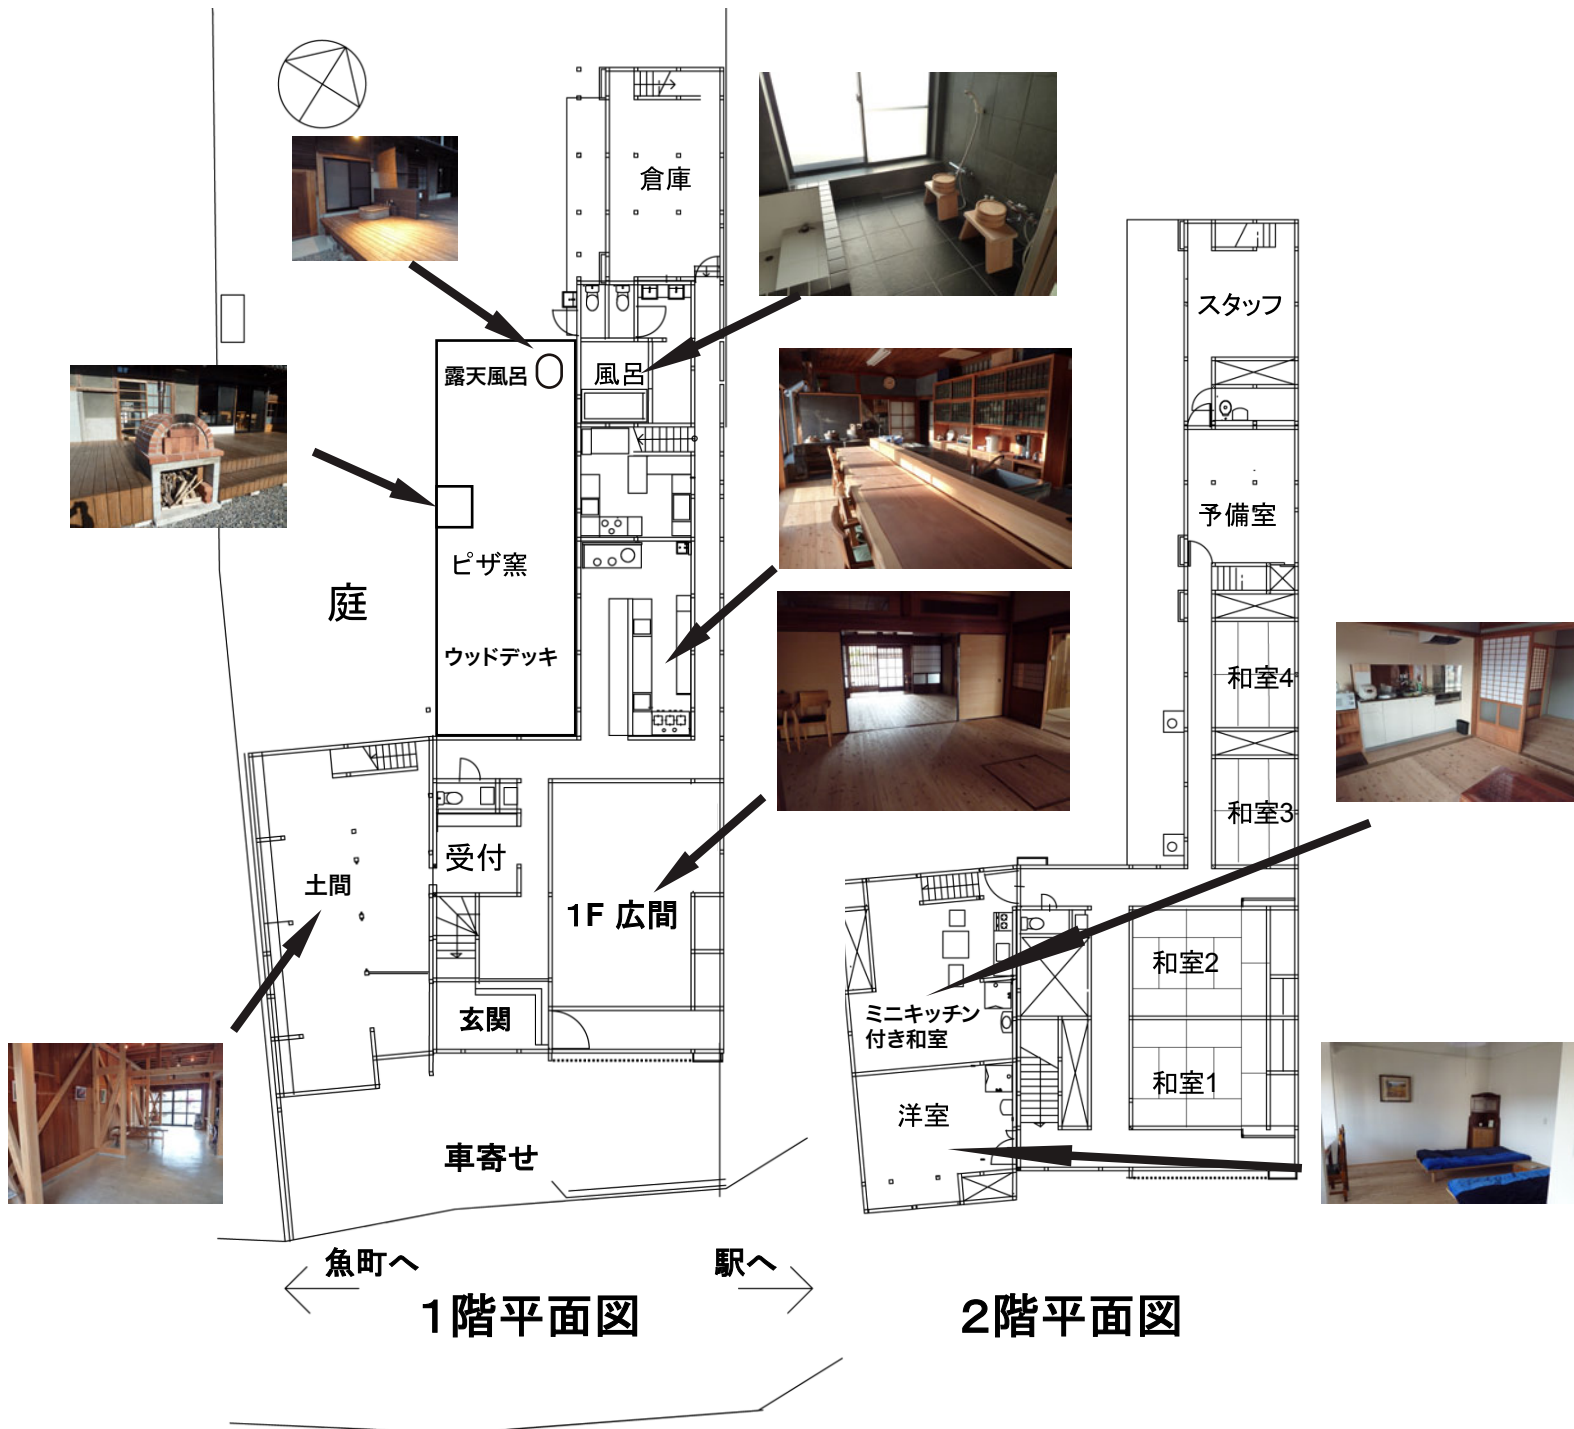 倉庫
スタッフ
露天風呂
風呂
予備室
ピザ窯
庭
ウッドデッキ
和室4
和室3
受付
土間
1F 広間
和室2
玄関
ミニキッチン
付き和室
和室1
洋室
車寄せ
魚町へ
駅へ
1階平面図
2階平面図